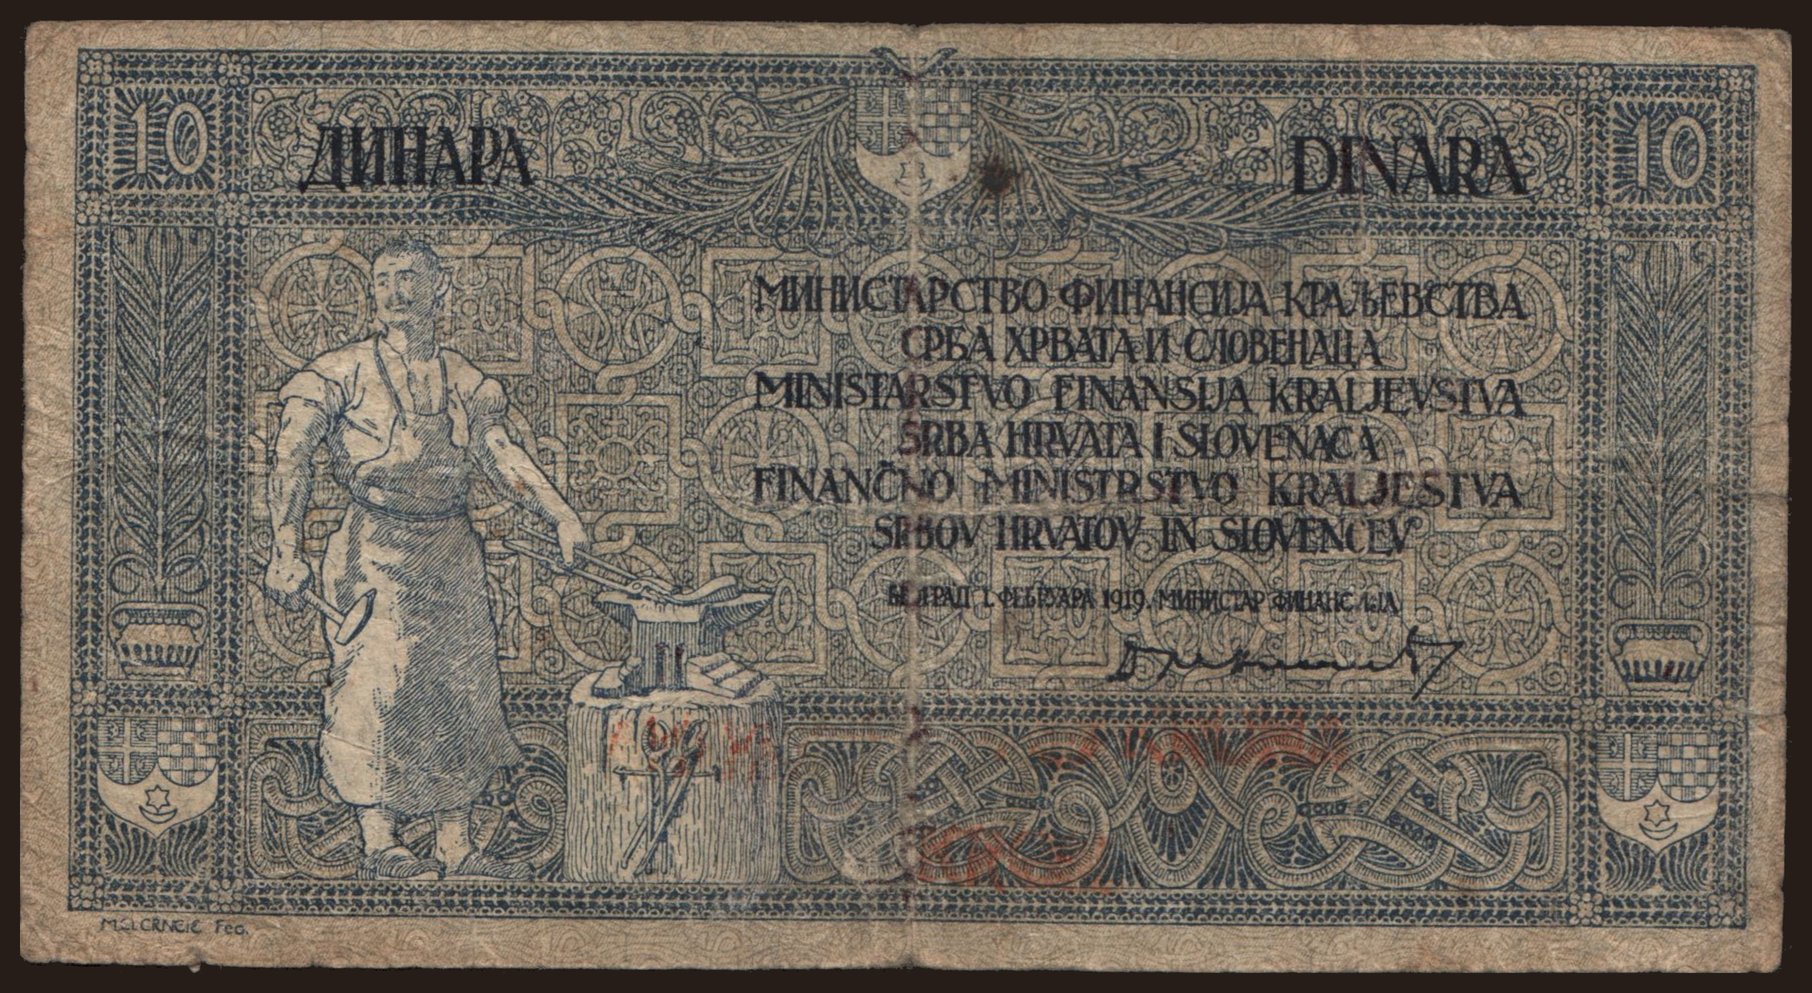 10
ДИНАРА
DINARA
10
МИНИСТАРСТВО ФИНАНСИЈА КРАЉЕВСТВА
СРБА ХРВАТА И СЛОВЕНАЦА
MINISTARSTVO FINANSIJA KRALJEVSTVA
SRBA HRVATA I SLOVENACA
FINANČNO MINISTRSTVO KRALJESTVA
SRBOV HRVATOV IN SLOVENCEV
БЕОГРАД 1. ФЕБРУАРА 1919. МИНИСТАР ФИНАНСИЈА